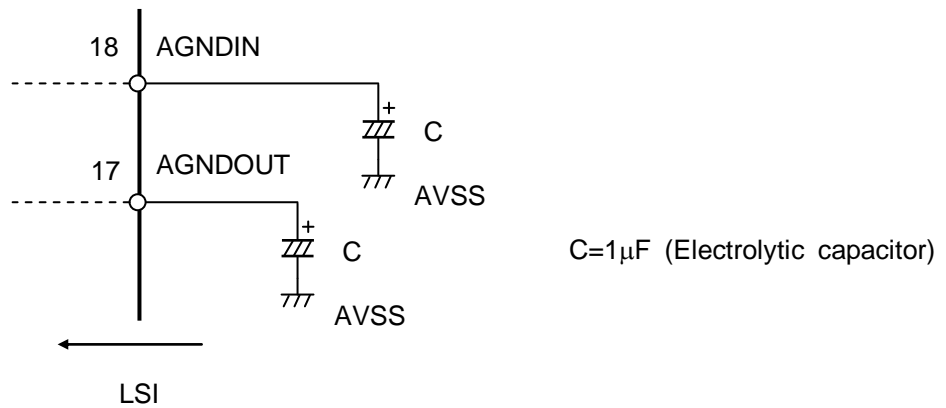 18 AGNDIN
+
C
AVSS
17 AGNDOUT
+
C
AVSS
C=1μF (Electrolytic capacitor)
LSI